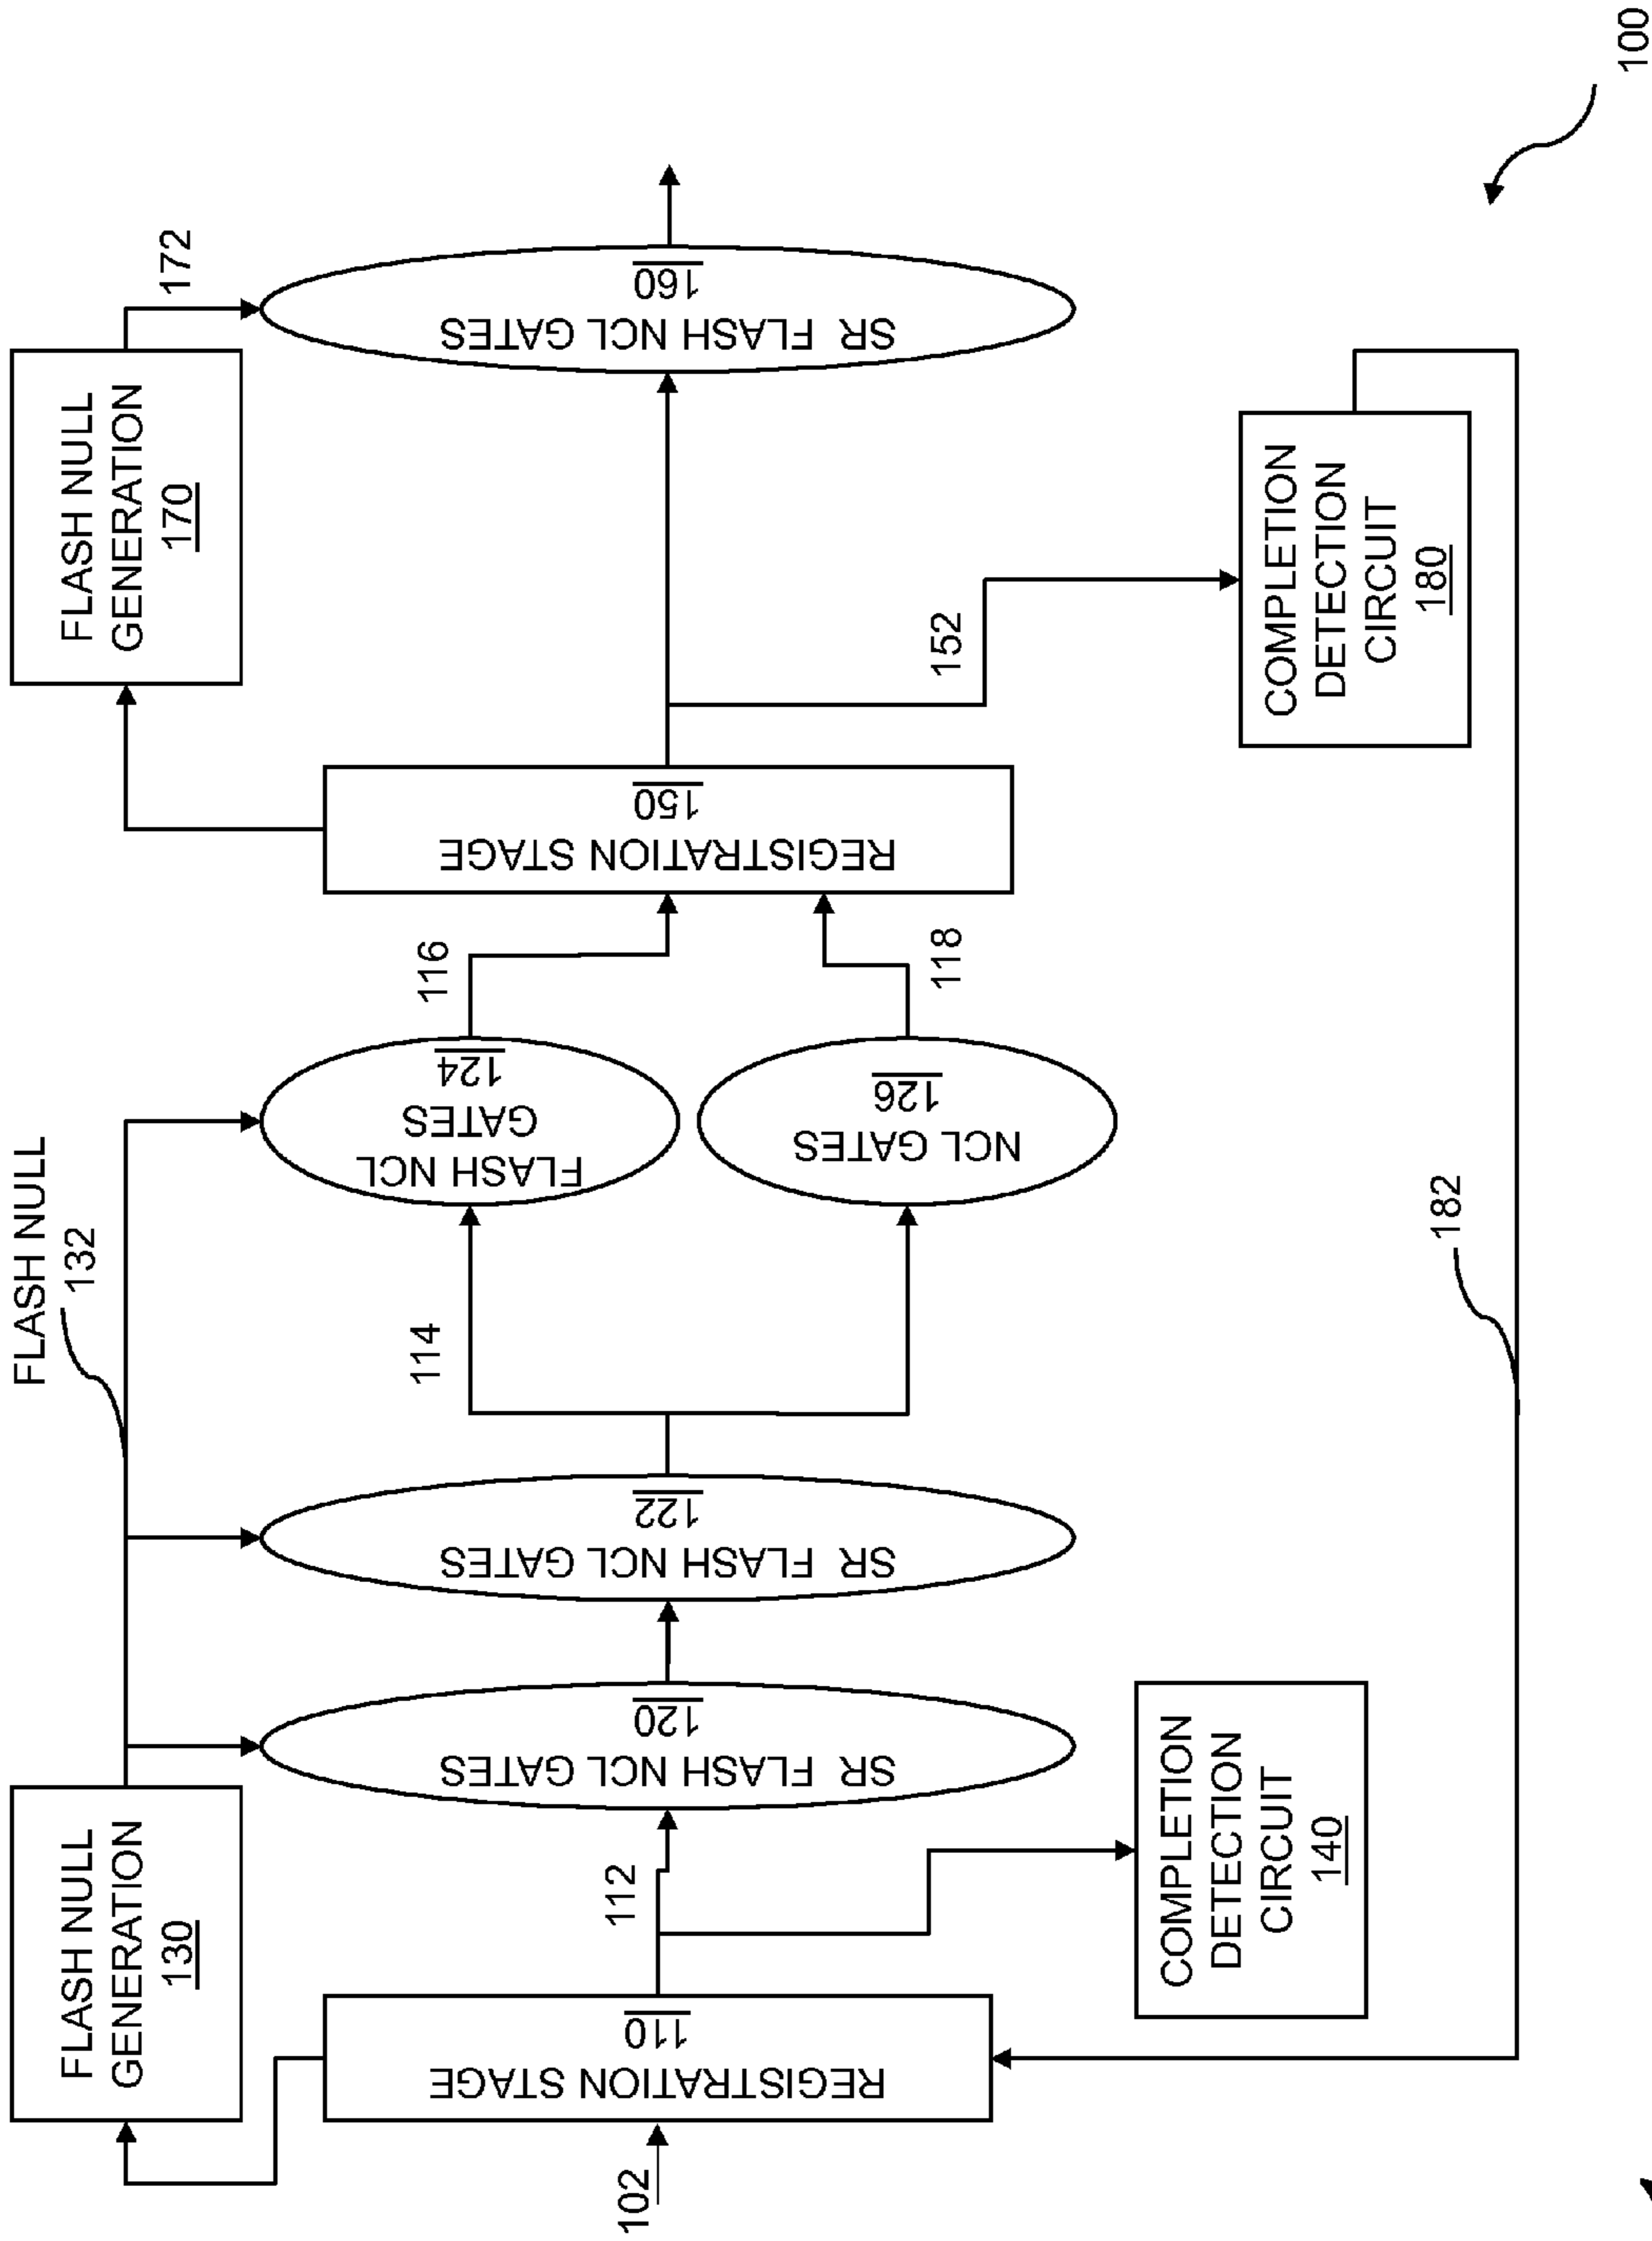 FLASH NULL
GENERATION
130
FLASH NULL
132
FLASH NULL
GENERATION
170
172
102
REGISTRATION STAGE
110
112
SR FLASH NCL GATES
120
SR FLASH NCL GATES
122
114
FLASH NCL
GATES
124
NCL GATES
126
116
118
REGISTRATION STAGE
150
152
SR FLASH NCL GATES
160
COMPLETION
DETECTION
CIRCUIT
140
COMPLETION
DETECTION
CIRCUIT
180
182
100